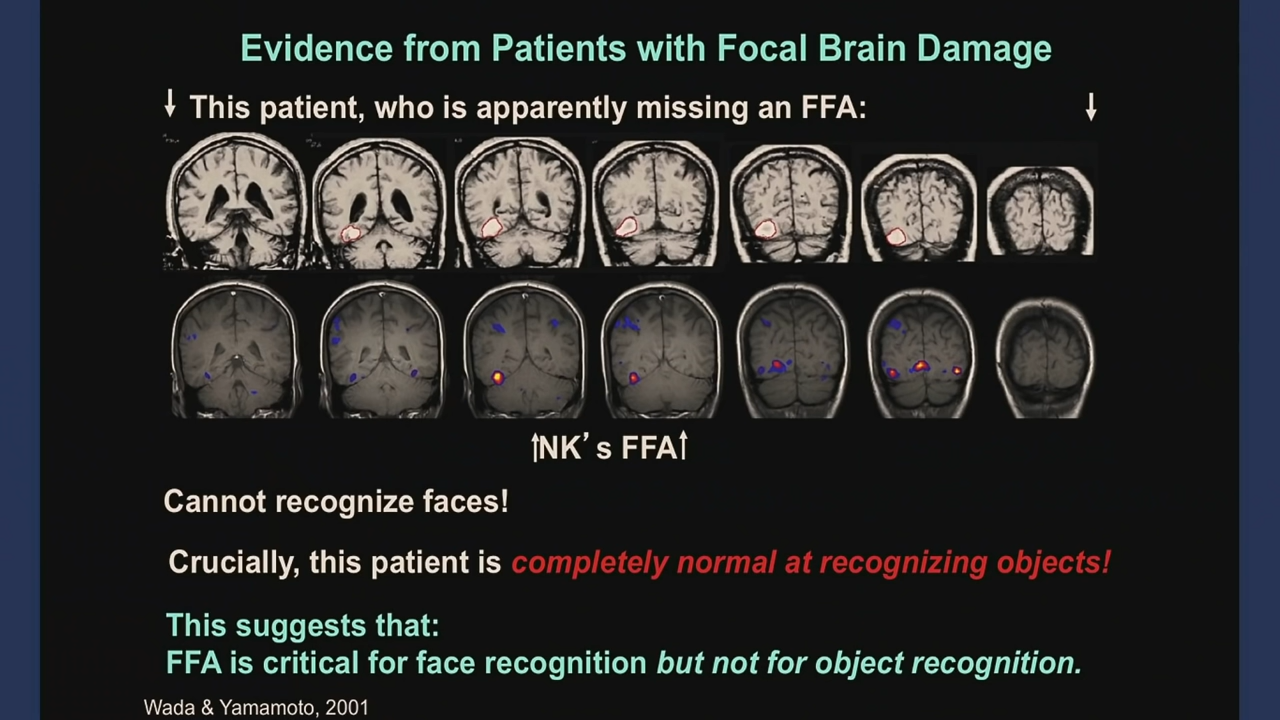 Evidence from Patients with Focal Brain Damage
↓ This patient, who is apparently missing an FFA: ↓
↑NK’s FFA↑
Cannot recognize faces!
Crucially, this patient is completely normal at recognizing objects!
This suggests that:
FFA is critical for face recognition but not for object recognition.
Wada & Yamamoto, 2001